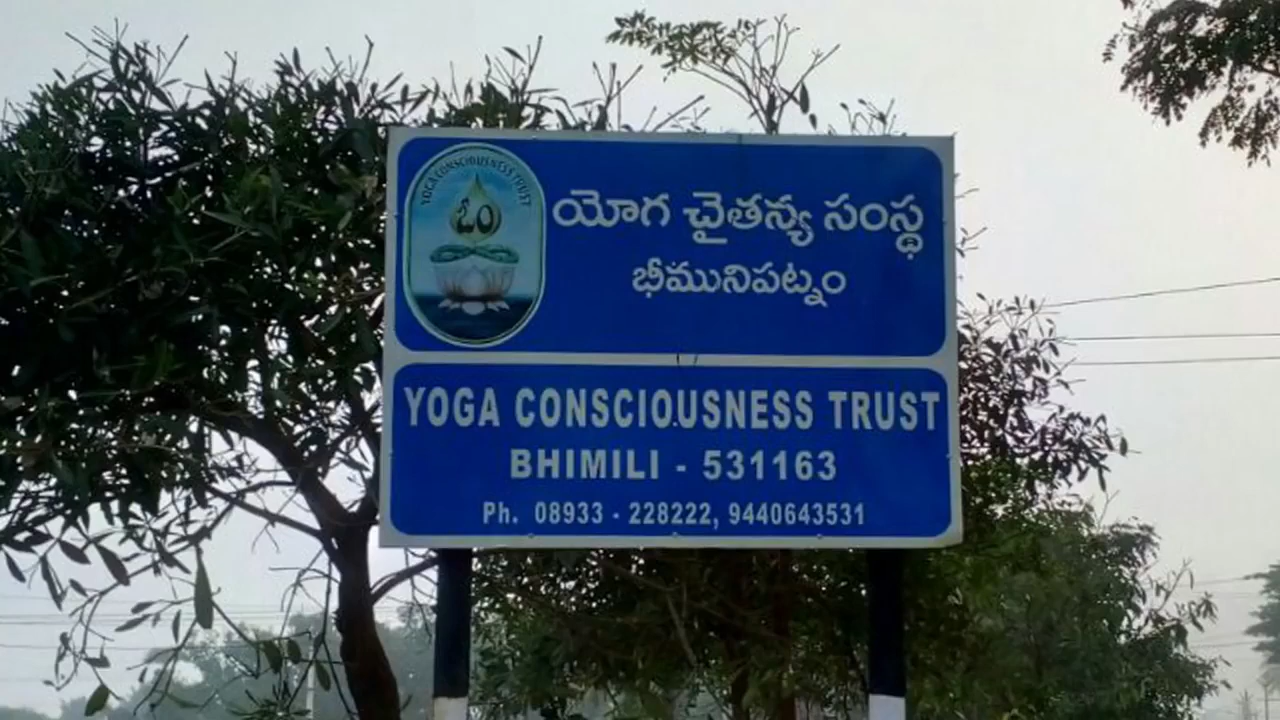 YOGA CONSCIOUSNESS TRUST
ఓం
యోగ చైతన్య సంస్థ
భీమునిపట్నం
YOGA CONSCIOUSNESS TRUST
BHIMILI - 531163
Ph. 08933 - 228222, 9440643531